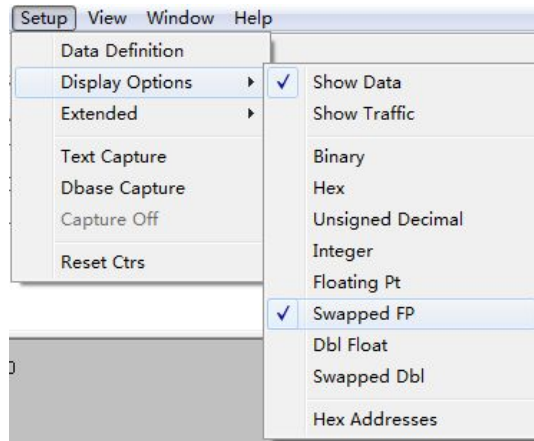 Setup View Window Help
Data Definition
Display Options
Extended
Text Capture
Dbase Capture
Capture Off
Reset Ctrs
Show Data
Show Traffic
Binary
Hex
Unsigned Decimal
Integer
Floating Pt
Swapped FP
Dbl Float
Swapped Dbl
Hex Addresses